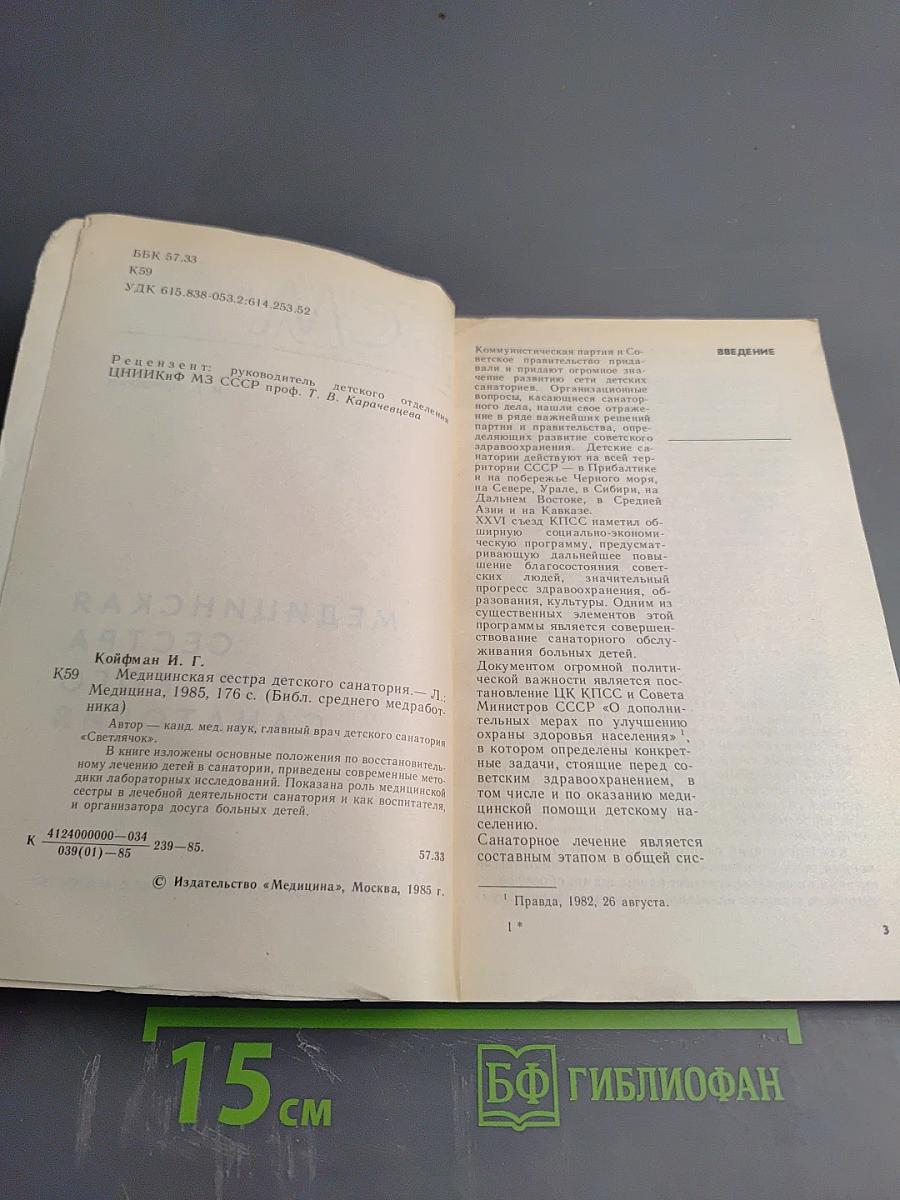 ББК 57.33
К59
УДК 615.838-053.2:614.253.52
Рецензент: руководитель детского отделения
ЦНИИКиФ МЗ СССР проф. Т. В. Карачевцева
Койфман И. Г.
К59 Медицинская сестра детского санатория.— Л.:
Медицина, 1985, 176 с. (Библ. среднего медработ-
ника)
Автор — канд. мед. наук, главный врач детского санатория
«Светлячок».
В книге изложены основные положения по восстановитель-
ному лечению детей в санатории, приведены современные мето-
дики лабораторных исследований. Показана роль медицинской
сестры в лечебной деятельности санатория и как воспитателя,
и организатора досуга больных детей.
К 4124000000—034
039(01)—85 239—85.
57.33
© Издательство «Медицина», Москва, 1985 г.
ВВЕДЕНИЕ
Коммунистическая партия и Со-
ветское правительство прида-
вали и придают огромное зна-
чение развитию сети детских
санаториев. Организационные
вопросы, касающиеся санатор-
ного дела, нашли свое отраже-
ние в ряде важнейших решений
партии и правительства, опре-
деляющих развитие советского
здравоохранения. Детские са-
натории действуют на всей тер-
ритории СССР — в Прибалтике
и на побережье Черного моря,
на Севере, Урале, в Сибири, на
Дальнем Востоке, в Средней
Азии и на Кавказе.
XXVI съезд КПСС наметил об-
ширную социально-экономи-
ческую программу, предусмат-
ривающую дальнейшее повы-
шение благосостояния совет-
ских людей, значительный
прогресс здравоохранения, об-
разования, культуры. Одним из
существенных элементов этой
программы является совершен-
ствование санаторного обслу-
живания больных детей.
Документом огромной полити-
ческой важности является пос-
тановление ЦК КПСС и Совета
Министров СССР «О дополни-
тельных мерах по улучшению
охраны здоровья населения» ¹,
в котором определены конкрет-
ные задачи, стоящие перед со-
ветским здравоохранением, в
том числе и по оказанию меди-
цинской помощи детскому на-
селению.
Санаторное лечение является
составным этапом в общей сис-
¹ Правда, 1982, 26 августа.
1 *
3
15 см
БФ ГИБЛИОФАН